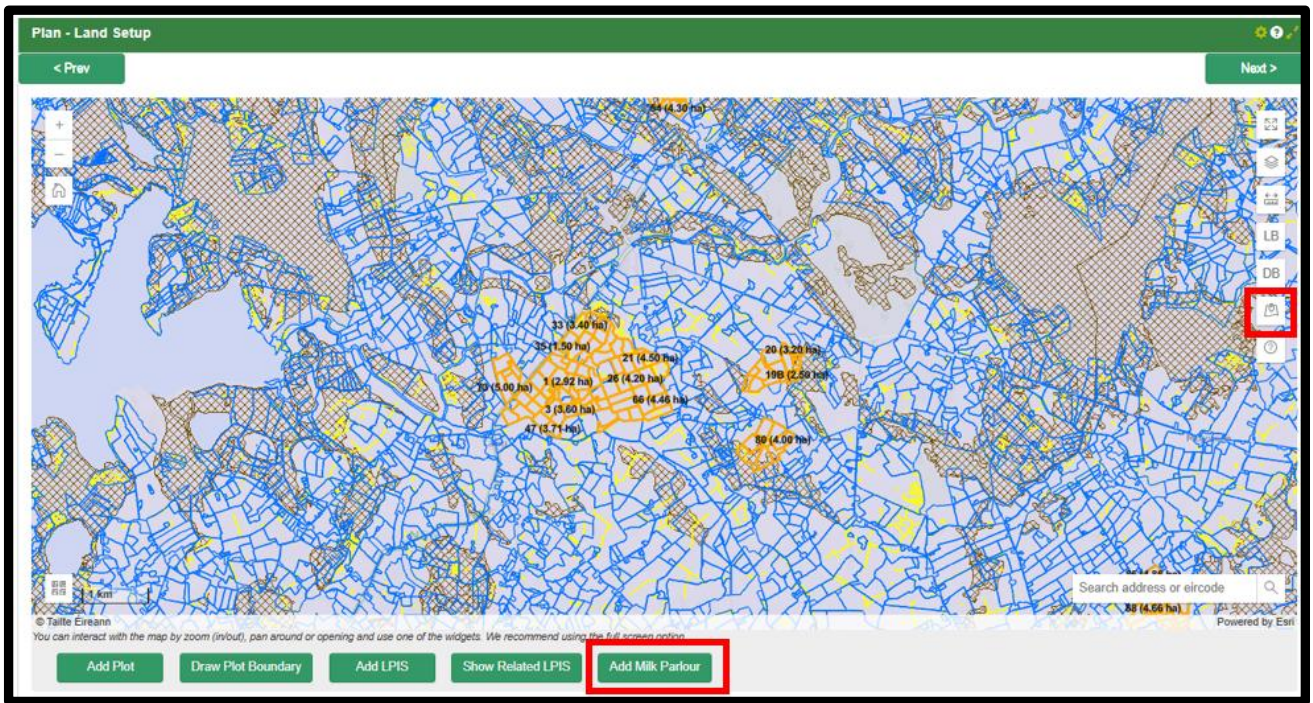 Plan - Land Setup
< Prev
Next >
(4.30 ha)
LB
DB
33 (3.40 ha)
35 (1.50 ha)
21 (4.50 ha)
20 (3.20 ha)
(5.00 ha)
1 (2.92 ha)
26 (4.20 ha)
19B (2.50 ha)
66 (4.46 ha)
3 (3.60 ha)
47 (3.71 ha)
80 (4.00 ha)
1 km
Search address or eircode
88 (4.66 ha)
© Tailte Éireann
Powered by Esri
You can interact with the map by zoom (in/out), pan around or opening and use one of the widgets. We recommend using the full screen option.
Add Plot
Draw Plot Boundary
Add LPIS
Show Related LPIS
Add Milk Parlour